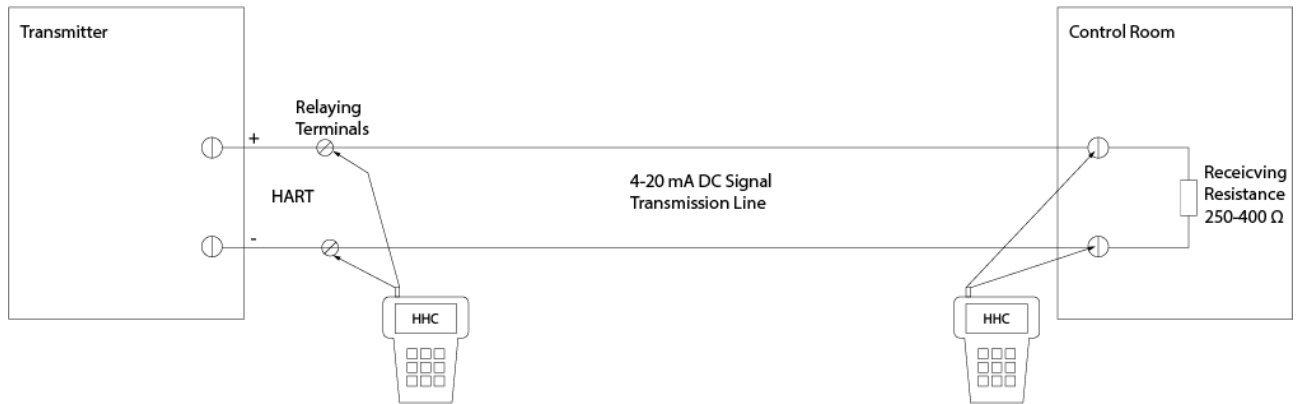 Transmitter
Control Room
Relaying
Terminals
+
HART
-
4-20 mA DC Signal
Transmission Line
Receicving
Resistance
250-400 Ω
HHC
HHC